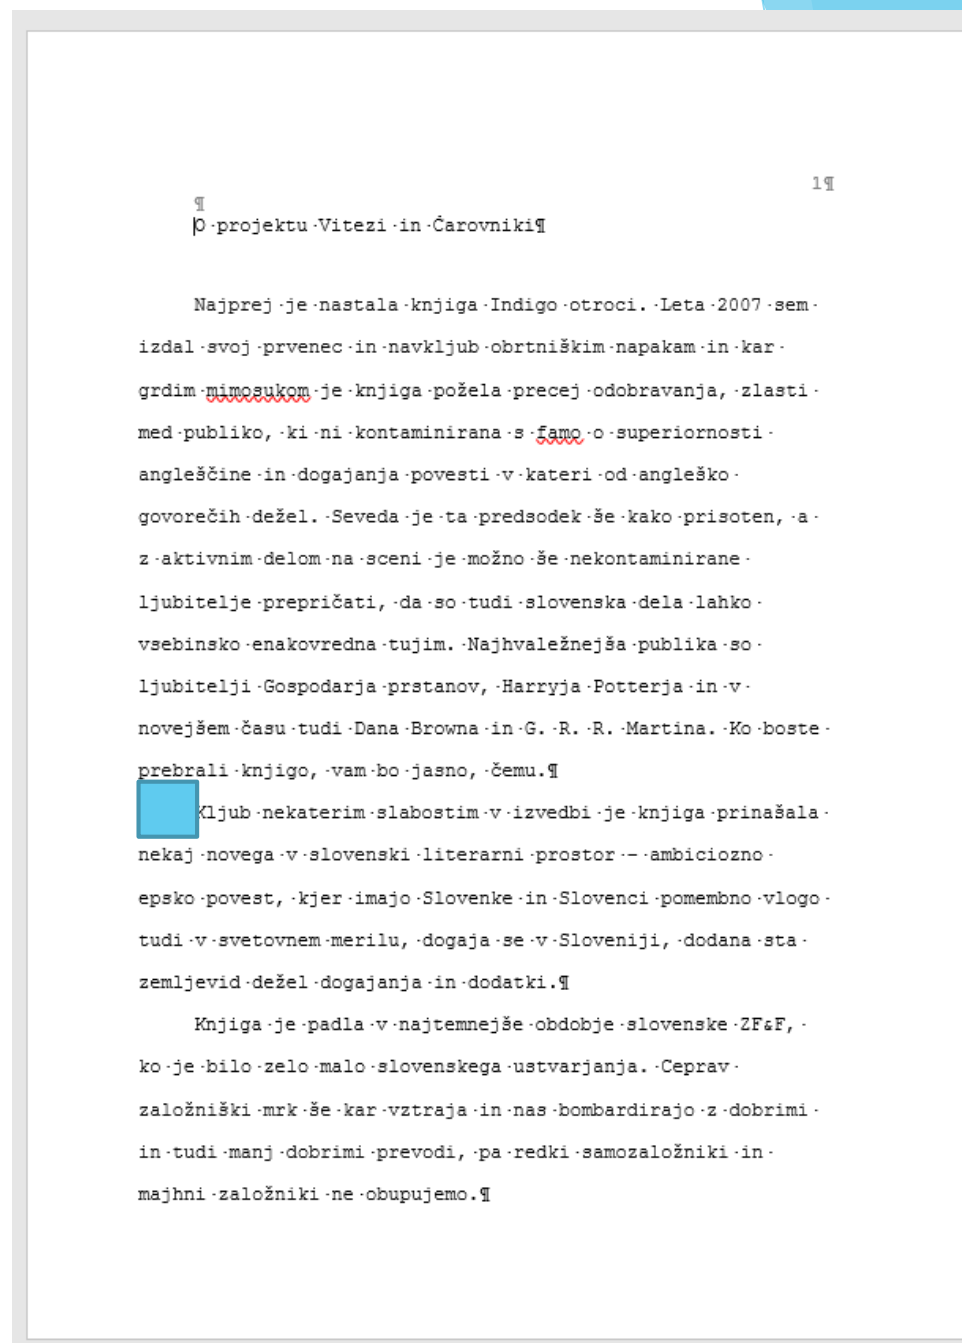 1¶
¶
O·projektu·Vitezi·in·Čarovniki¶
Najprej·je·nastala·knjiga·Indigo·otroci.·Leta·2007·sem·
izdal·svoj·prvenec·in·navkljub·obrtniškim·napakam·in·kar·
grdim·mimosukom·je·knjiga·požela·precej·odobravanja,·zlasti·
med·publiko,·ki·ni·kontaminirana·s·famo·o·superiornosti·
angleščine·in·dogajanja·povesti·v·kateri·od·angleško·
govorečih·dežel.·Seveda·je·ta·predsodek·še·kako·prisoten,·a·
z·aktivnim·delom·na·sceni·je·možno·še·nekontaminirane·
ljubitelje·prepričati,·da·so·tudi·slovenska·dela·lahko·
vsebinsko·enakovredna·tujim.·Najhvaležnejša·publika·so·
ljubitelji·Gospodarja·prstanov,·Harryja·Potterja·in·v·
novejšem·času·tudi·Dana·Browna·in·G.·R.·R.·Martina.·Ko·boste·
prebrali·knjigo,·vam·bo·jasno,·čemu.¶
Kljub·nekaterim·slabostim·v·izvedbi·je·knjiga·prinašala·
nekaj·novega·v·slovenski·literarni·prostor·–·ambiciozno·
epsko·povest,·kjer·imajo·Slovenke·in·Slovenci·pomembno·vlogo·
tudi·v·svetovnem·merilu,·dogaja·se·v·Sloveniji,·dodana·sta·
zemljevid·dežel·dogajanja·in·dodatki.¶
Knjiga·je·padla·v·najtemnejše·obdobje·slovenske·ZF&F,·
ko·je·bilo·zelo·malo·slovenskega·ustvarjanja.·Čeprav·
založniški·mrk·še·kar·vztraja·in·nas·bombardirajo·z·dobrimi·
in·tudi·manj·dobrimi·prevodi,·pa·redki·samozaložniki·in·
majhni·založniki·ne·obupujemo.¶